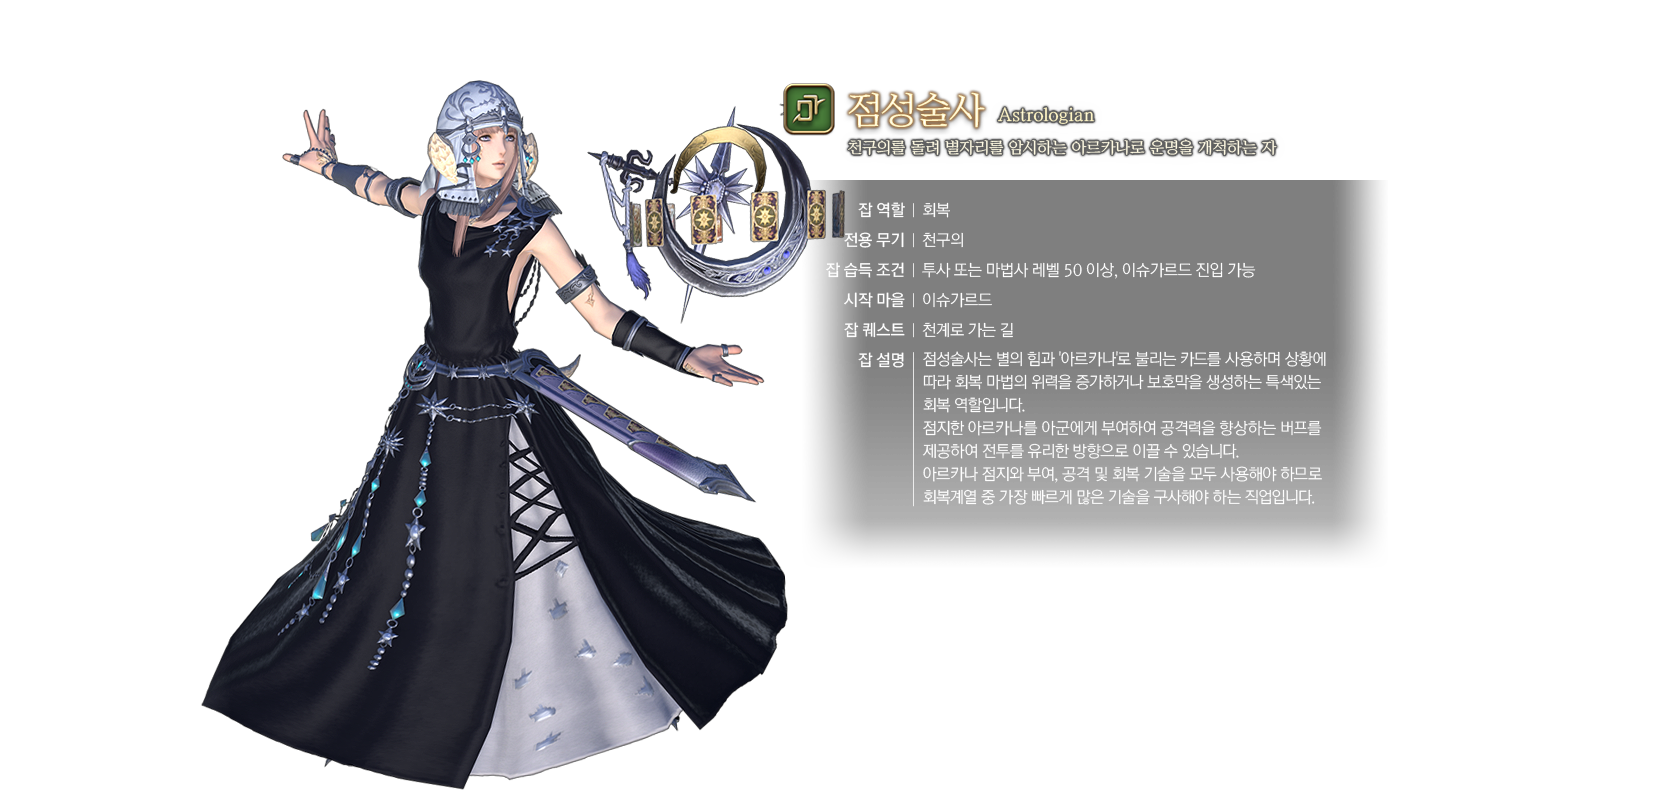 점성술사 Astrologian
천구의를 돌려 별자리를 암시하는 아르카나로 운명을 개척하는 자
잡 역할 | 회복
전용 무기 | 천구의
잡 습득 조건 | 투사 또는 마법사 레벨 50 이상, 이슈가르드 진입 가능
시작 마을 | 이슈가르드
잡 퀘스트 | 천계로 가는 길
잡 설명 | 점성술사는 별의 힘과 '아르카나'로 불리는 카드를 사용하며 상황에
따라 회복 마법의 위력을 증가하거나 보호막을 생성하는 특색있는
회복 역할입니다.
점지한 아르카나를 아군에게 부여하여 공격력을 향상하는 버프를
제공하여 전투를 유리한 방향으로 이끌 수 있습니다.
아르카나 점지와 부여, 공격 및 회복 기술을 모두 사용해야 하므로
회복계열 중 가장 빠르게 많은 기술을 구사해야 하는 직업입니다.